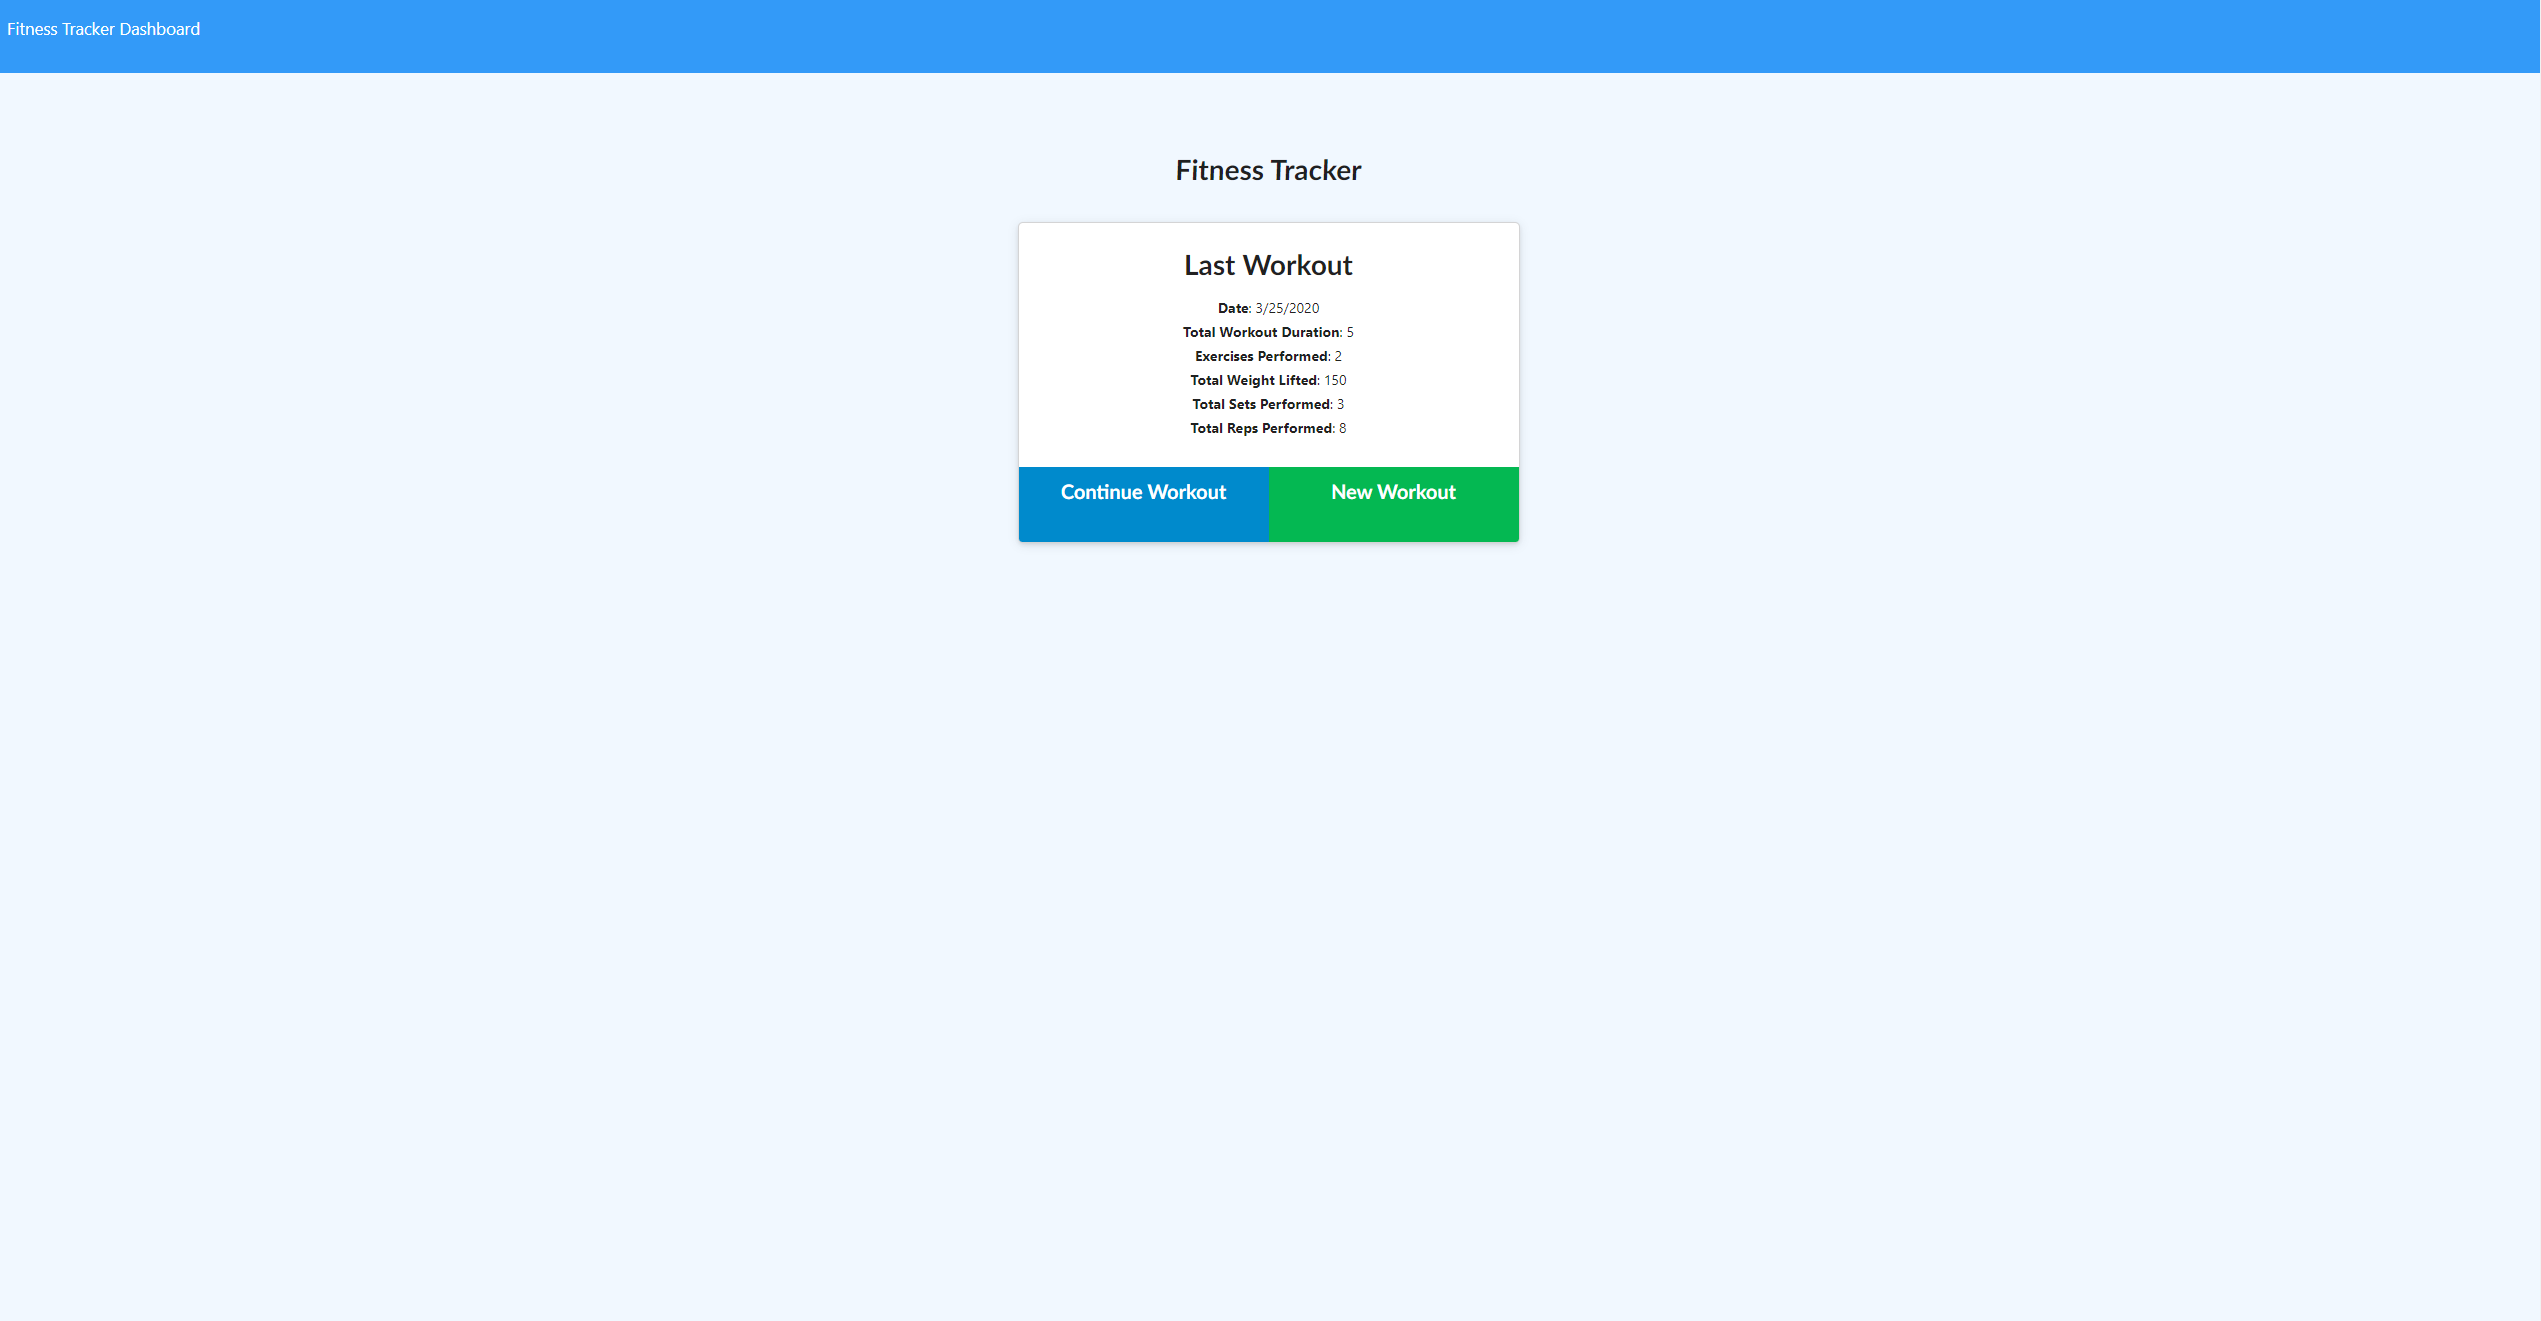 Fitness Tracker Dashboard
Fitness Tracker
Last Workout
Date: 3/25/2020
Total Workout Duration: 5
Exercises Performed: 2
Total Weight Lifted: 150
Total Sets Performed: 3
Total Reps Performed: 8
Continue Workout New Workout